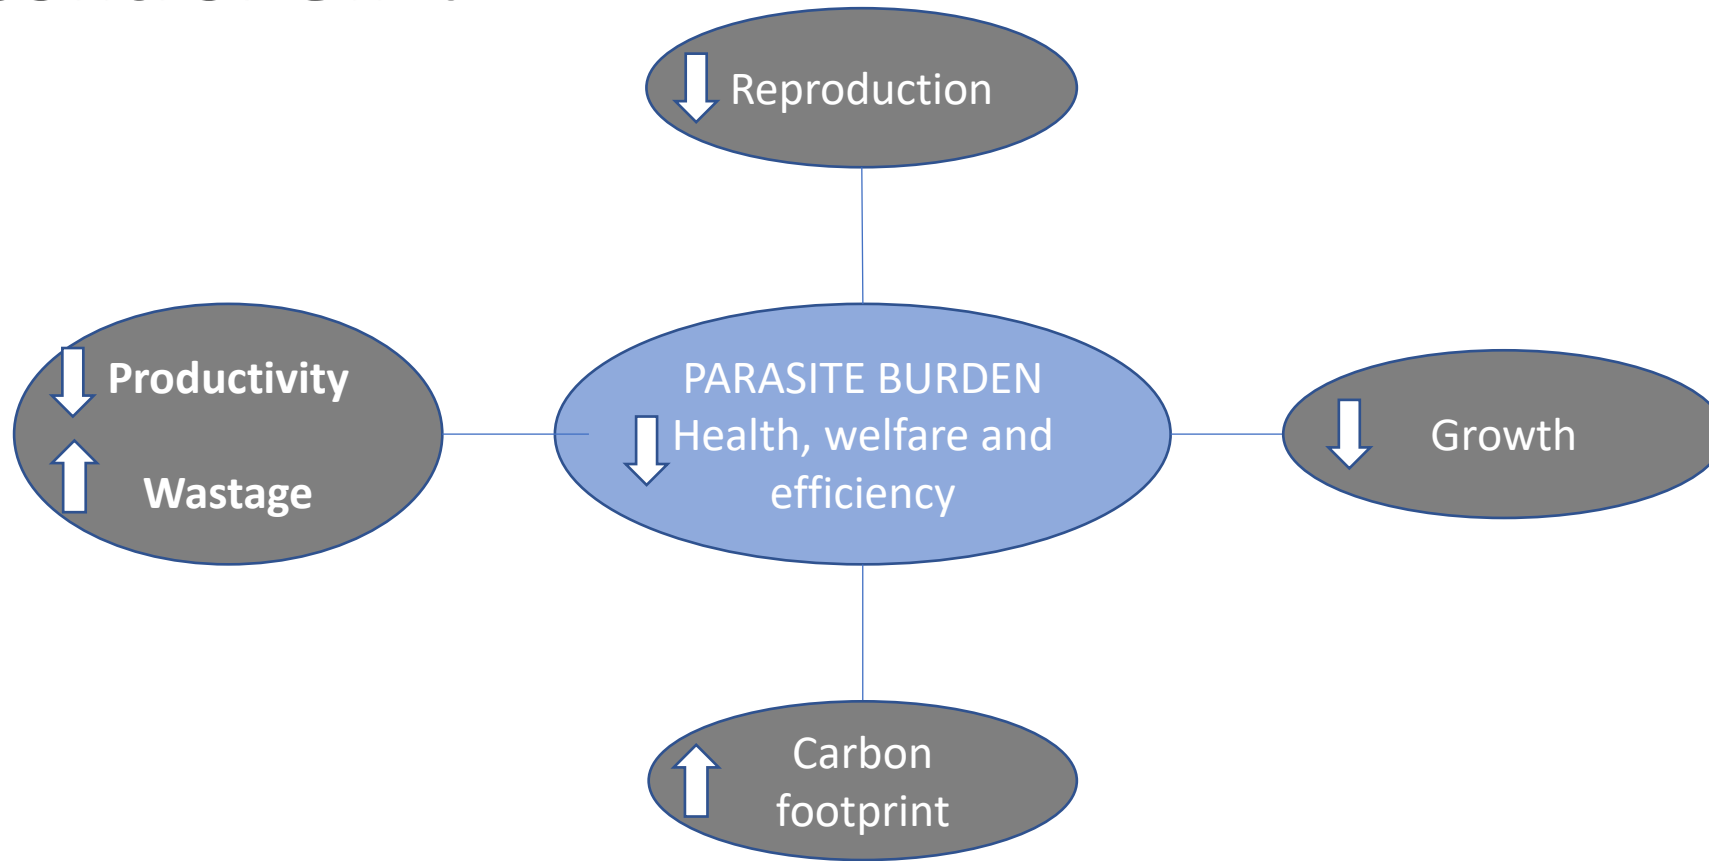 Reproduction
Productivity
Wastage
PARASITE BURDEN
Health, welfare and
efficiency
Growth
Carbon
footprint